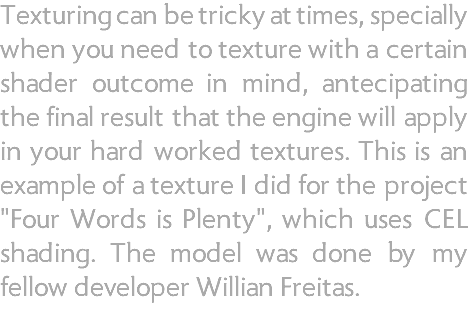 Texturing can be tricky at times, specially
when you need to texture with a certain
shader outcome in mind, antecipating
the final result that the engine will apply
in your hard worked textures. This is an
example of a texture I did for the project
"Four Words is Plenty", which uses CEL
shading. The model was done by my
fellow developer Willian Freitas.